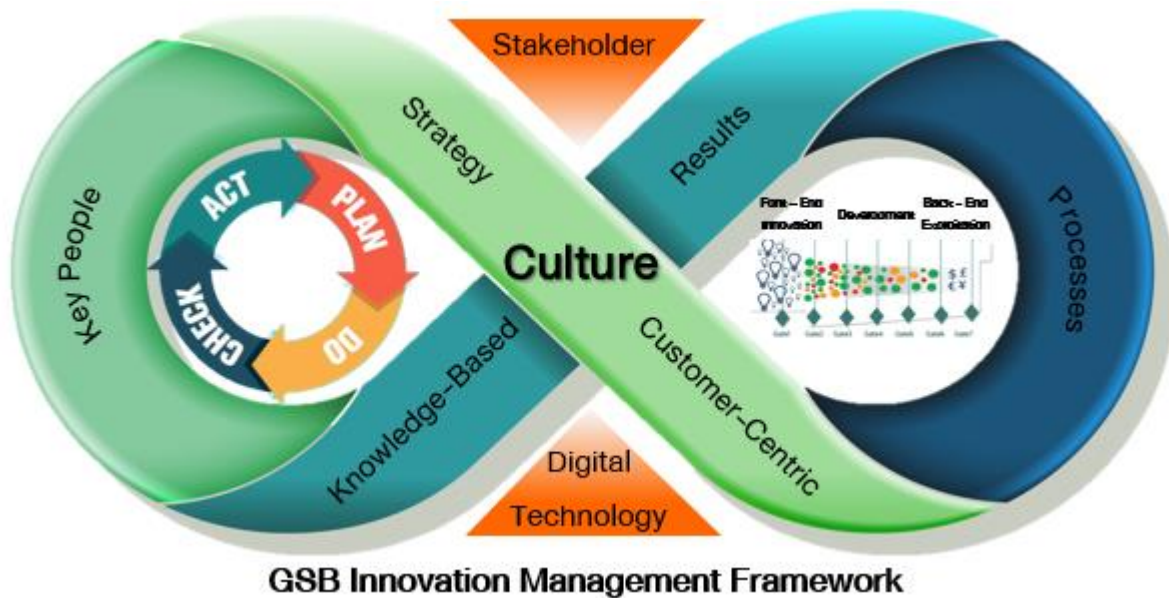 Stakeholder
Strategy
Results
Key People
ACT
PLAN
CHECK
DO
Culture
Development
Processes
Knowledge-Based
Customer-Centric
Digital
Technology
GSB Innovation Management Framework